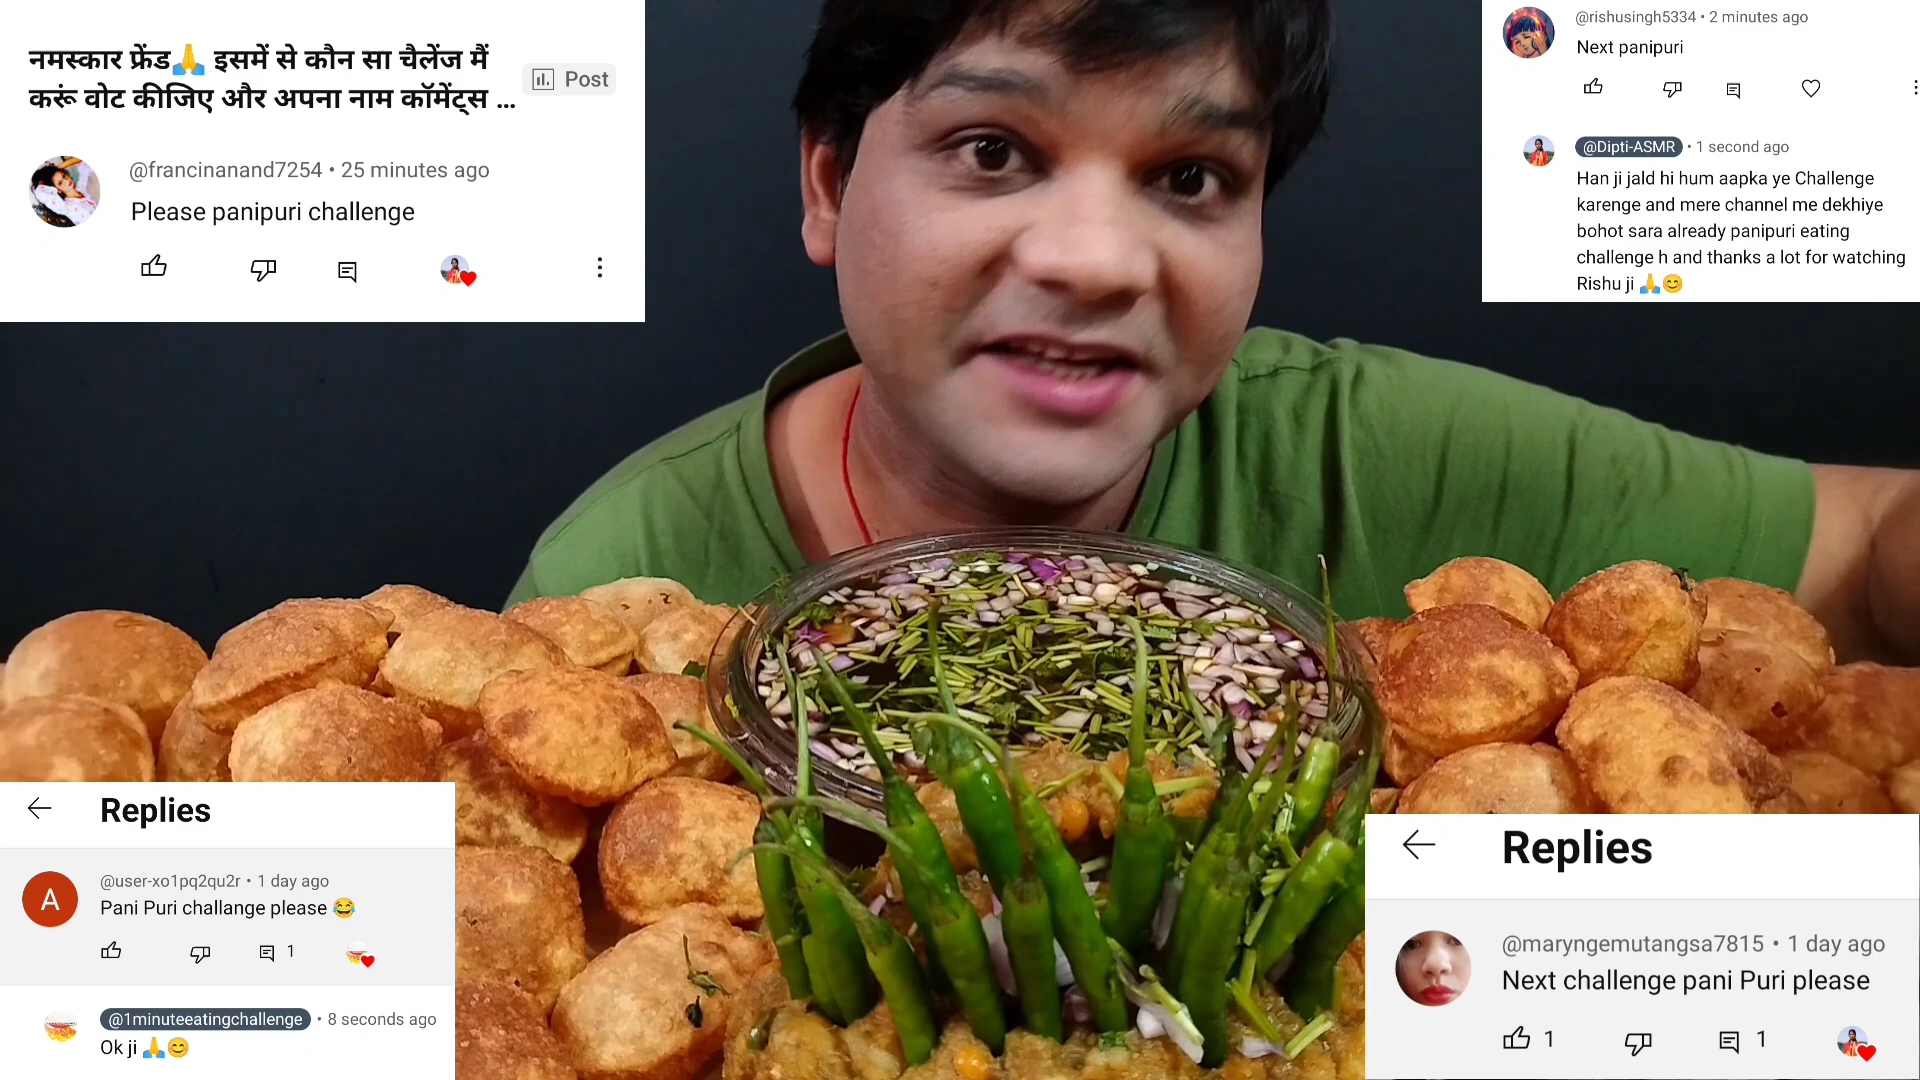 नमस्कार फ्रेंड🙏 इसमें से कौन सा चैलेंज मैं
करूं वोट कीजिए और अपना नाम कॉमेंट्स ...
Post
@francinanand7254 • 25 minutes ago
Please panipuri challenge
@rishusingh5334 • 2 minutes ago
Next panipuri
@Dipti-ASMR • 1 second ago
Han ji jald hi hum aapka ye Challenge
karenge and mere channel me dekhiye
bohot sara already panipuri eating
challenge h and thanks a lot for watching
Rishu ji 🙏😊
Replies
A
@user-xo1pq2qu2r • 1 day ago
Pani Puri challange please 😂
1
@1minuteeatingchallenge • 8 seconds ago
Ok ji 🙏😊
Replies
@maryngemutangsa7815 • 1 day ago
Next challenge pani Puri please
1 1